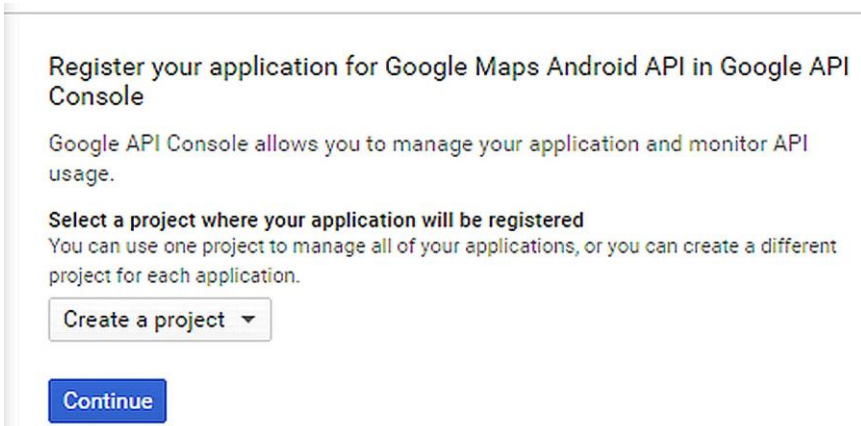 Register your application for Google Maps Android API in Google API
Console
Google API Console allows you to manage your application and monitor API
usage.
Select a project where your application will be registered
You can use one project to manage all of your applications, or you can create a different
project for each application.
Create a project
Continue